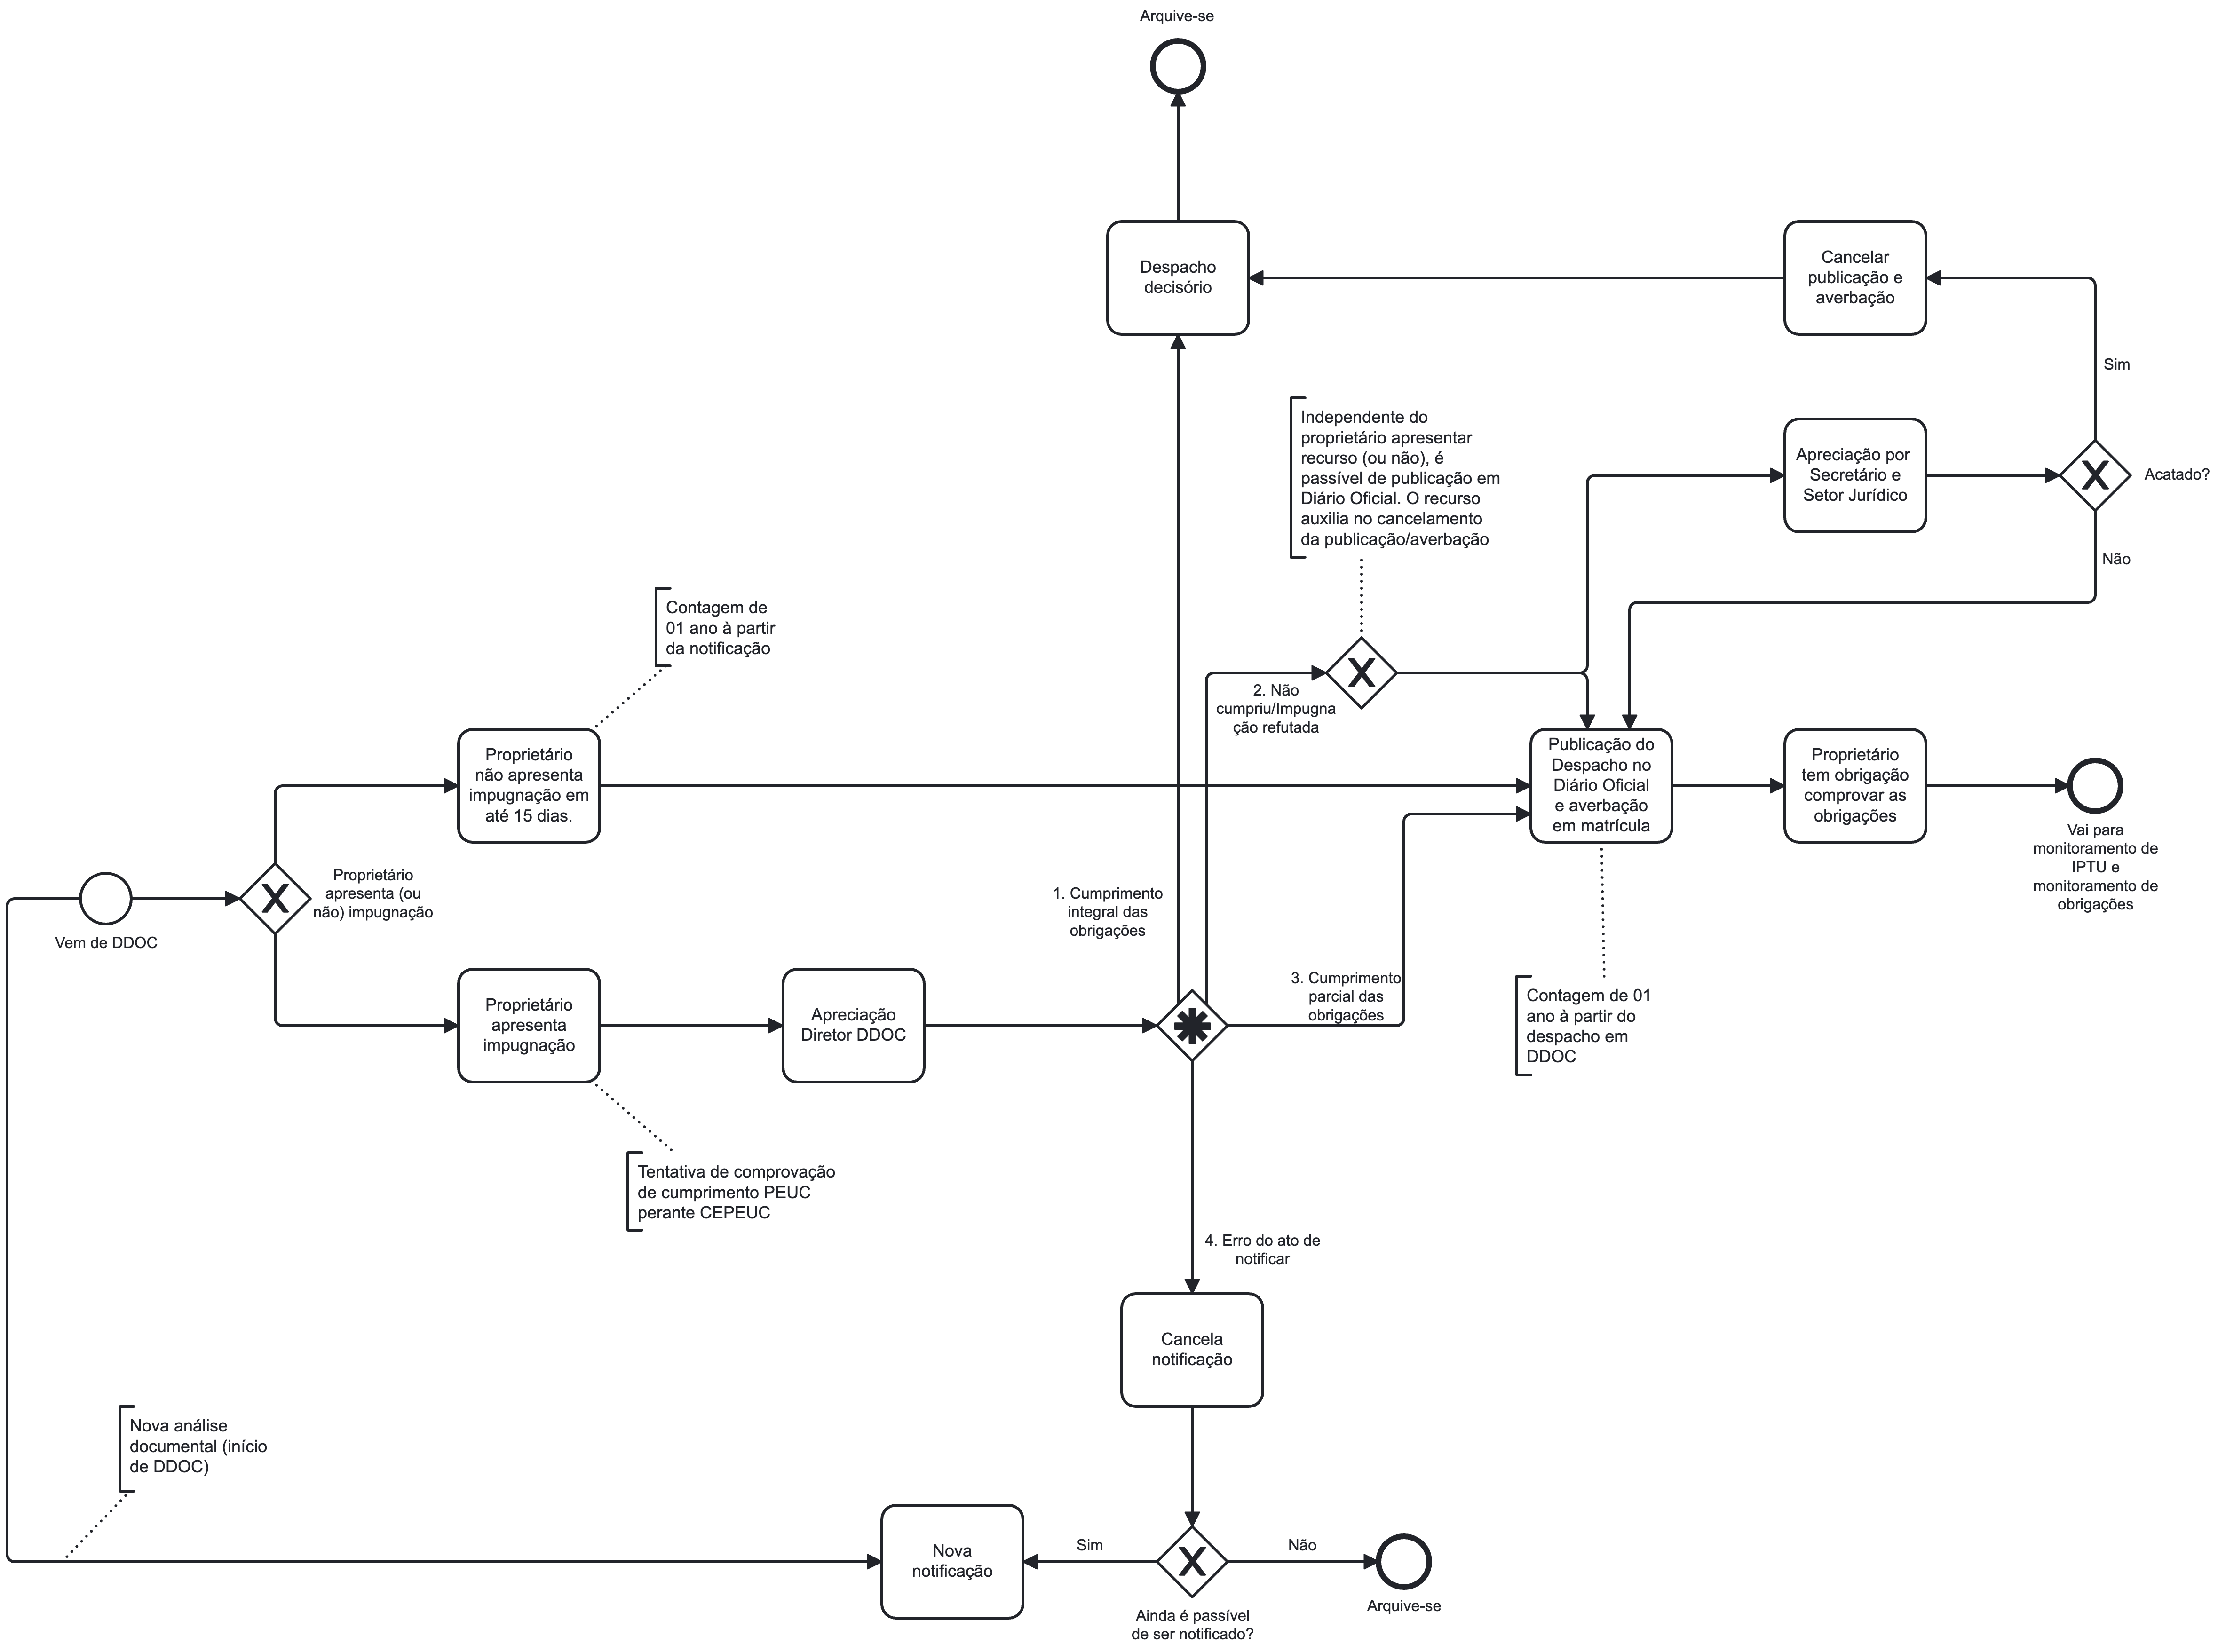 Arquive-se
Despacho
decisório
Cancelar
publicação e
averbação
Sim
Independente do
proprietário apresentar
recurso (ou não), é
passível de publicação em
Diário Oficial. O recurso
auxilia no cancelamento
da publicação/averbação
Apreciação por
Secretário e
Setor Jurídico
Acatado?
Não
Contagem de
01 ano à partir
da notificação
2. Não
cumpriu/Impugna
ção refutada
Proprietário
não apresenta
impugnação em
até 15 dias.
Publicação do
Despacho no
Diário Oficial
e averbação
em matrícula
Proprietário
tem obrigação
comprovar as
obrigações
Vai para
monitoramento de
IPTU e
monitoramento de
obrigações
Vem de DDOC
Proprietário
apresenta (ou
não) impugnação
1. Cumprimento
integral das
obrigações
Proprietário
apresenta
impugnação
Apreciação
Diretor DDOC
3. Cumprimento
parcial das
obrigações
Contagem de 01
ano à partir do
despacho em
DDOC
Tentativa de comprovação
de cumprimento PEUC
perante CEPEUC
4. Erro do ato de
notificar
Cancela
notificação
Nova análise
documental (início
de DDOC)
Nova
notificação
Sim
Não
Ainda é passível
de ser notificado?
Arquive-se